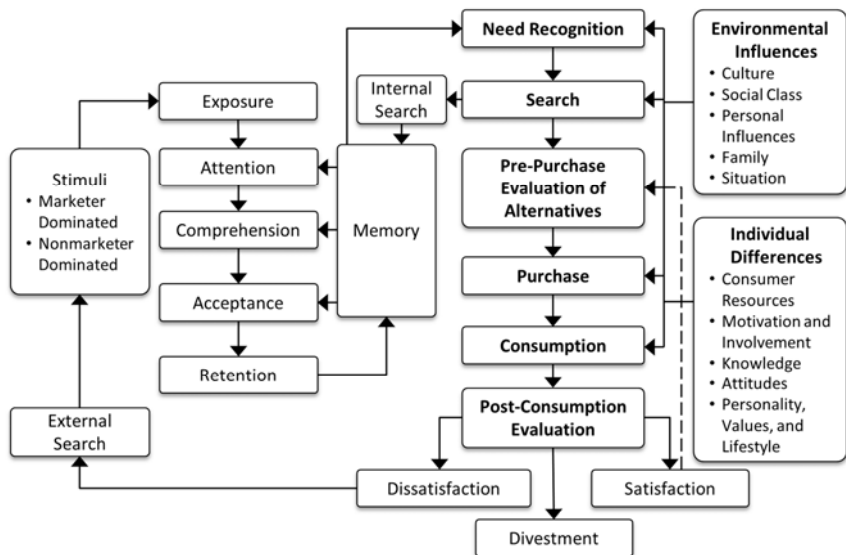 Need Recognition
Environmental
Influences
• Culture
• Social Class
• Personal
Influences
• Family
• Situation
Exposure
Internal
Search
Search
Stimuli
• Marketer
Dominated
• Nonmarketer
Dominated
Attention
Memory
Pre-Purchase
Evaluation of
Alternatives
Comprehension
Individual
Differences
• Consumer
Resources
• Motivation and
Involvement
• Knowledge
• Attitudes
• Personality,
Values, and
Lifestyle
Acceptance
Purchase
Retention
Consumption
External
Search
Post-Consumption
Evaluation
Dissatisfaction
Satisfaction
Divestment